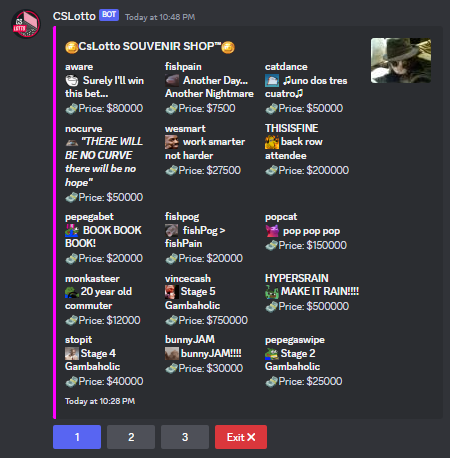 CS
LOTTO
CSLotto BOT Today at 10:48 PM
CsLotto SOUVENIR SHOP™
aware
Surely I'll win
this bet...
Price: $80000
fishpain
Another Day...
Another Nightmare
Price: $7500
catdance
♫uno dos tres
cuatro♫
Price: $50000
nocurve
"THERE WILL
BE NO CURVE
there will be no
hope"
Price: $50000
wesmart
work smarter
not harder
Price: $27500
THISISFINE
back row
attendee
Price: $200000
pepegabet
BOOK BOOK
BOOK!
Price: $20000
fishpog
fishPog >
fishPain
Price: $20000
popcat
pop pop pop
Price: $150000
monkasteer
20 year old
commuter
Price: $12000
vincecash
Stage 5
Gambaholic
Price: $750000
HYPERSRAIN
MAKE IT RAIN!!!!
Price: $500000
stopit
Stage 4
Gambaholic
Price: $40000
bunnyJAM
bunnyJAM!!!!
Price: $30000
pepegaswipe
Stage 2
Gambaholic
Price: $25000
Today at 10:28 PM
1
2
3
Exit ✕